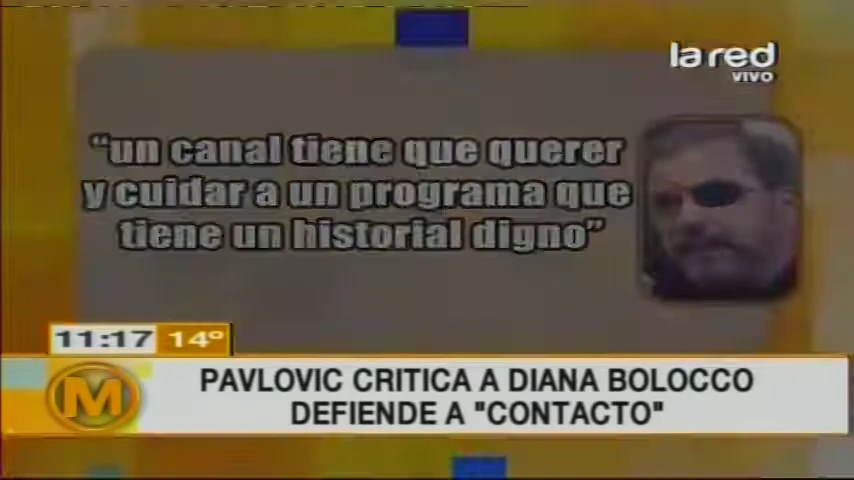 la red
VIVO
“un canal tiene que querer
y cuidar a un programa que
tiene un historial digno”
11:17 14º
M
PAVLOVIC CRITICA A DIANA BOLOCCO
DEFIENDE A "CONTACTO"